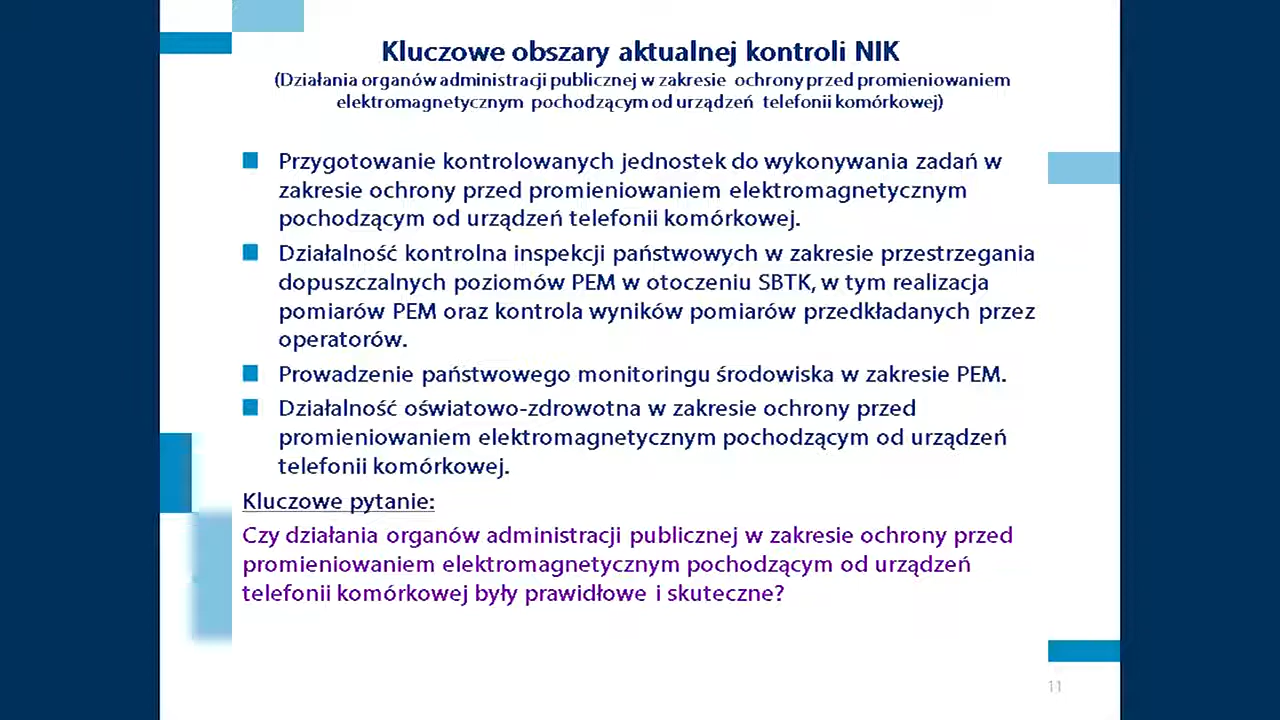 Kluczowe obszary aktualnej kontroli NIK
(Działania organów administracji publicznej w zakresie ochrony przed promieniowaniem
elektromagnetycznym pochodzącym od urządzeń telefonii komórkowej)
Przygotowanie kontrolowanych jednostek do wykonywania zadań w
zakresie ochrony przed promieniowaniem elektromagnetycznym
pochodzącym od urządzeń telefonii komórkowej.
Działalność kontrolna inspekcji państwowych w zakresie przestrzegania
dopuszczalnych poziomów PEM w otoczeniu SBTK, w tym realizacja
pomiarów PEM oraz kontrola wyników pomiarów przedkładanych przez
operatorów.
Prowadzenie państwowego monitoringu środowiska w zakresie PEM.
Działalność oświatowo-zdrowotna w zakresie ochrony przed
promieniowaniem elektromagnetycznym pochodzącym od urządzeń
telefonii komórkowej.
Kluczowe pytanie:
Czy działania organów administracji publicznej w zakresie ochrony przed
promieniowaniem elektromagnetycznym pochodzącym od urządzeń
telefonii komórkowej były prawidłowe i skuteczne?
11